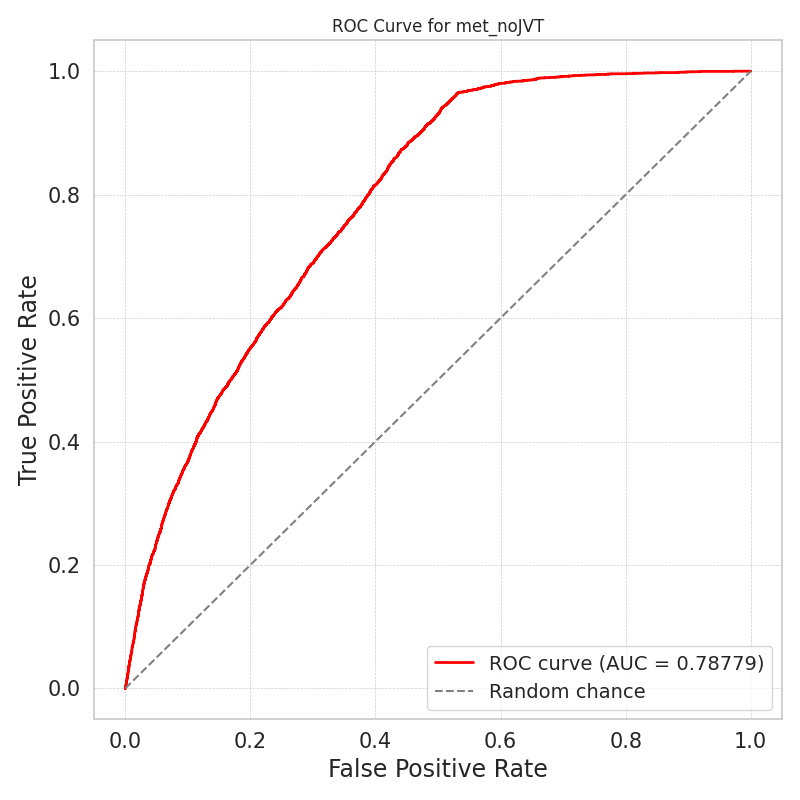 ROC Curve for met_noJVT
True Positive Rate
1.0
0.8
0.6
0.4
0.2
0.0
ROC curve (AUC = 0.78779)
Random chance
0.0 0.2 0.4 0.6 0.8 1.0
False Positive Rate